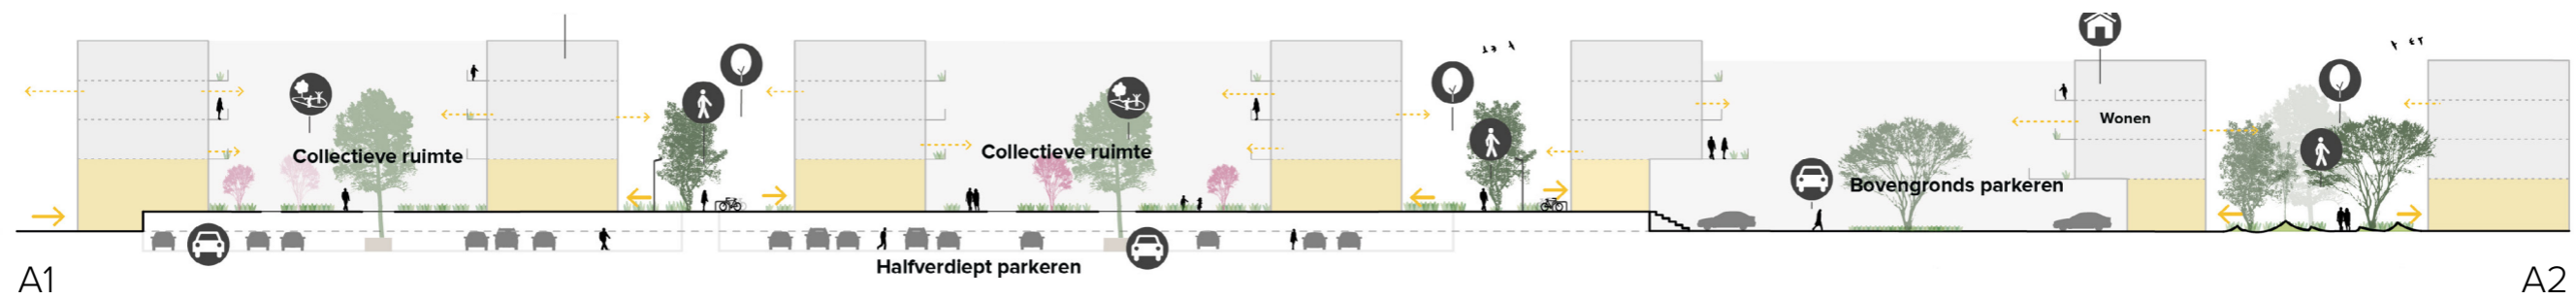 Wonen
Collectieve ruimte
Collectieve ruimte
Bovengronds parkeren
Halfverdiept parkeren
A1
A2